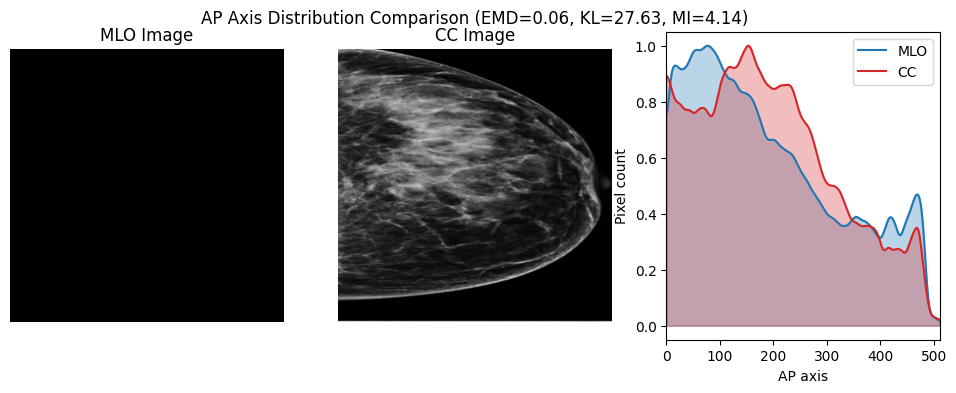 AP Axis Distribution Comparison (EMD=0.06, KL=27.63, MI=4.14)
MLO Image
CC Image
MLO
CC
Pixel count
1.0
0.8
0.6
0.4
0.2
0.0
0 100 200 300 400 500
AP axis